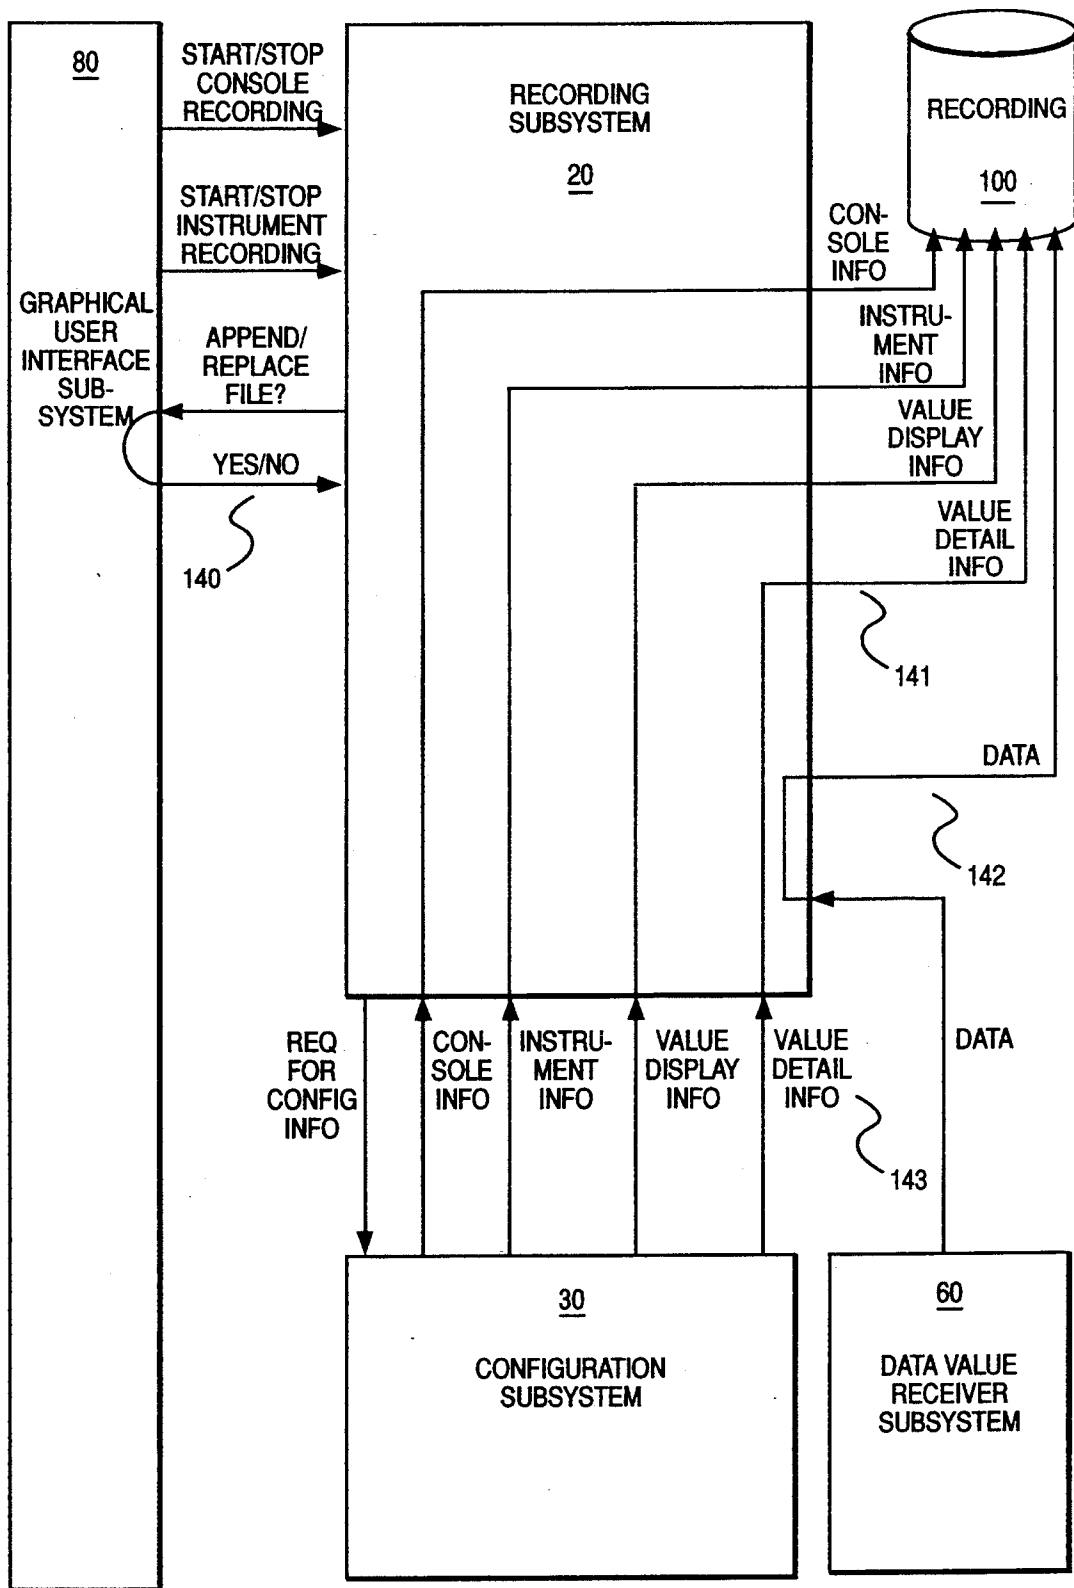 80
START/STOP
CONSOLE
RECORDING
START/STOP
INSTRUMENT
RECORDING
GRAPHICAL
USER
INTERFACE
SUB-
SYSTEM
APPEND/
REPLACE
FILE?
YES/NO
140
RECORDING
SUBSYSTEM
20
RECORDING
100
CON-
SOLE
INFO
INSTRU-
MENT
INFO
VALUE
DISPLAY
INFO
VALUE
DETAIL
INFO
141
DATA
142
REQ
FOR
CONFIG
INFO
CON-
SOLE
INFO
INSTRU-
MENT
INFO
VALUE
DISPLAY
INFO
VALUE
DETAIL
INFO
143
DATA
30
CONFIGURATION
SUBSYSTEM
60
DATA VALUE
RECEIVER
SUBSYSTEM